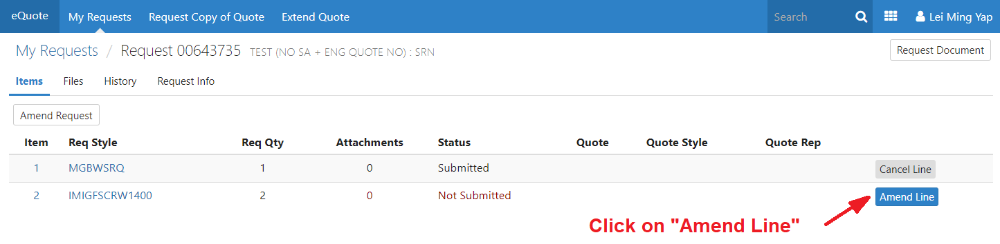 eQuote My Requests Request Copy of Quote Extend Quote Search Lei Ming Yap
My Requests / Request 00643735 TEST (NO SA + ENG QUOTE NO) : SRN Request Document
Items Files History Request Info
Amend Request
Item Req Style Req Qty Attachments Status Quote Quote Style Quote Rep
1 MGBWSRQ 1 0 Submitted Cancel Line
2 IMIGFSCRW1400 2 0 Not Submitted Amend Line
Click on "Amend Line"